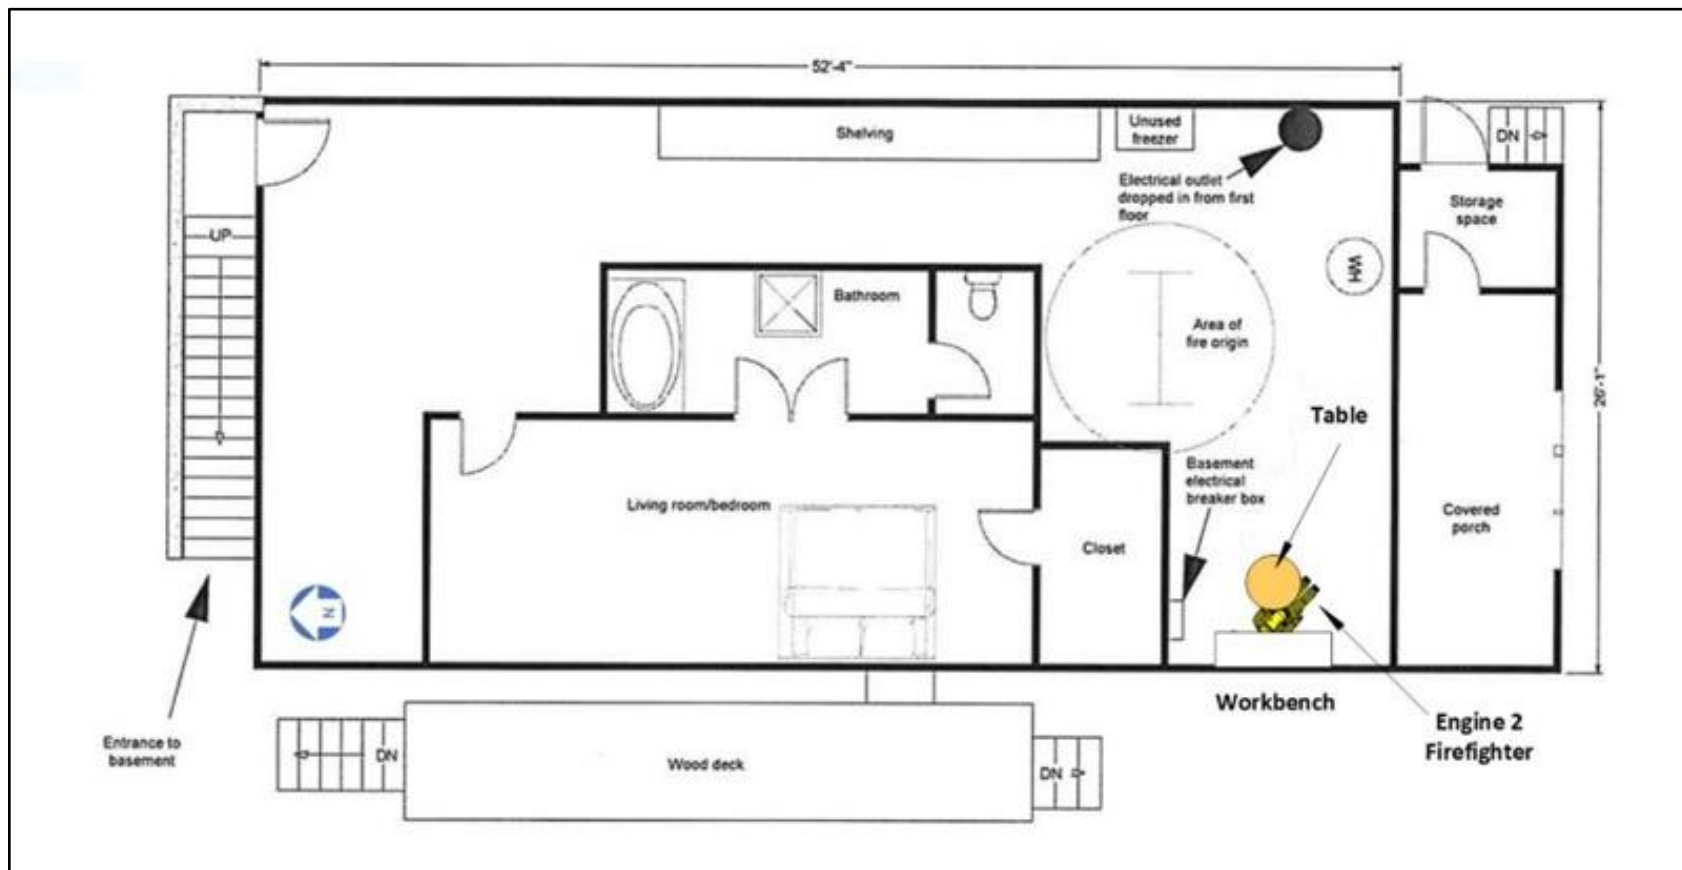 52'-4"
Shelving
Unused
freezer
DN
Electrical outlet
dropped in from first
floor
Storage
space
UP
WH
Bathroom
Area of
fire origin
26'-1"
Table
Basement
electrical
breaker box
Living room/bedroom
Covered
porch
Closet
N
Workbench
Engine 2
Firefighter
Entrance to
basement
DN
Wood deck
DN